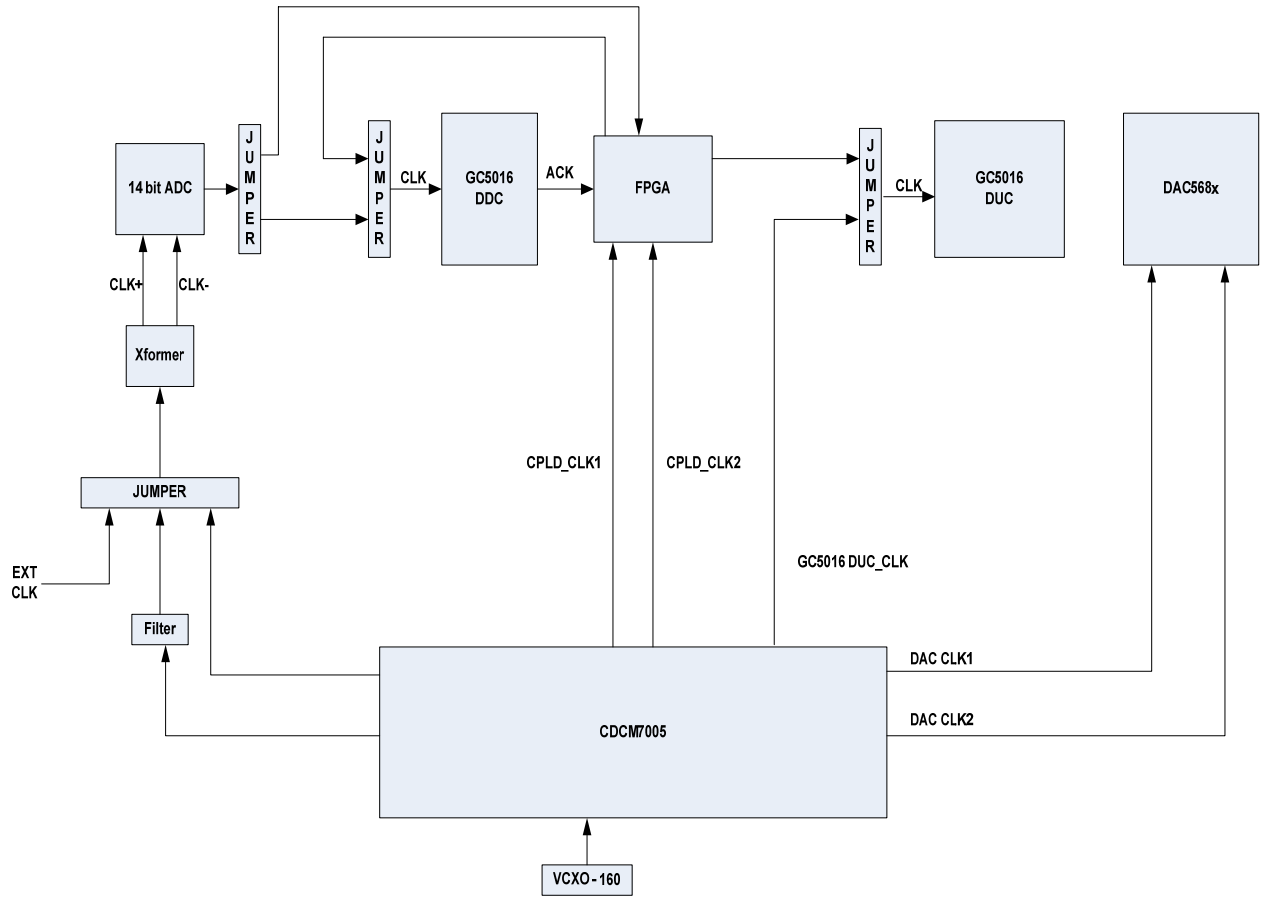 14 bit ADC
JUMPER
JUMPER
CLK
GC5016
DDC
ACK
FPGA
JUMPER
CLK
GC5016
DUC
DAC568x
CLK+
CLK-
Xformer
JUMPER
CPLD_CLK1
CPLD_CLK2
EXT
CLK
GC5016 DUC_CLK
Filter
DAC CLK1
DAC CLK2
CDCM7005
VCXO - 160